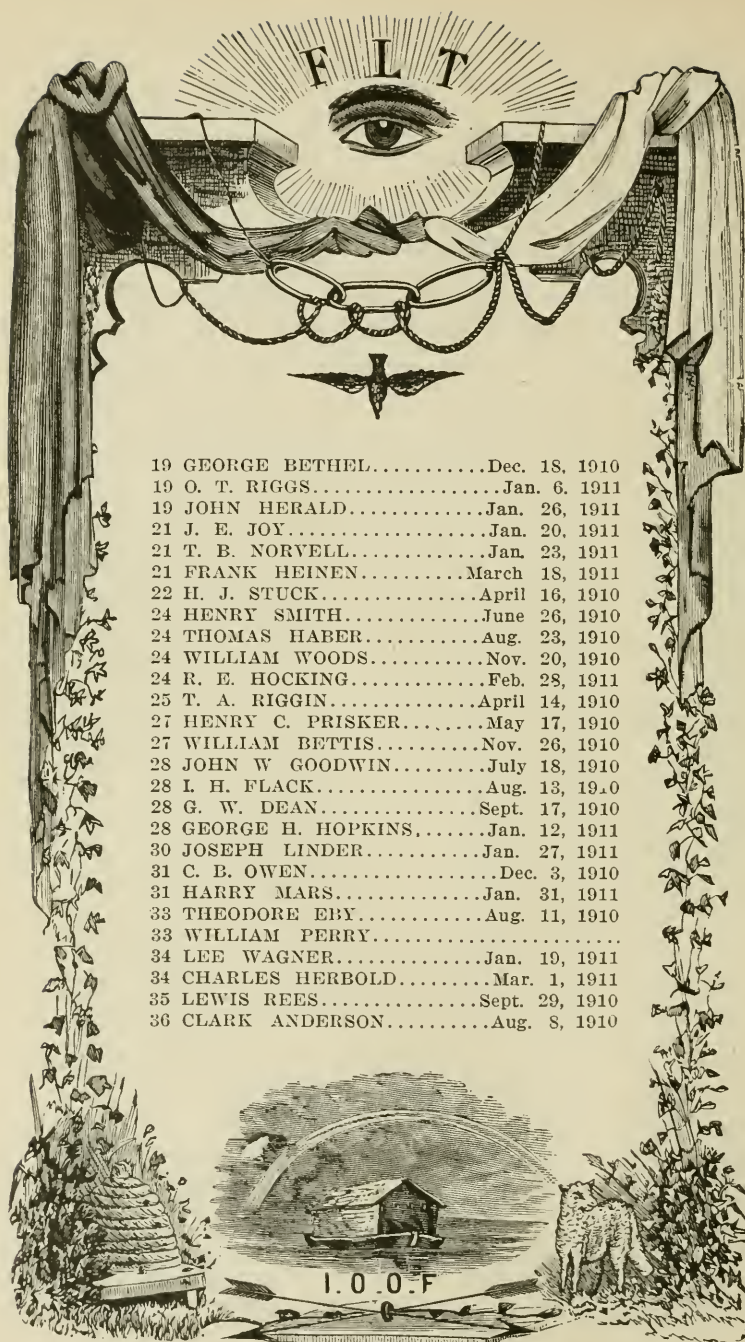 F L T
19 GEORGE BETHEL...........Dec. 18, 1910
19 O. T. RIGGS.................Jan. 6. 1911
19 JOHN HERALD............Jan. 26, 1911
21 J. E. JOY..................Jan. 20, 1911
21 T. B. NORVELL............Jan. 23, 1911
21 FRANK HEINEN..........March 18, 1911
22 H. J. STUCK..............April 16, 1910
24 HENRY SMITH............June 26, 1910
24 THOMAS HABER...........Aug. 23, 1910
24 WILLIAM WOODS..........Nov. 20, 1910
24 R. E. HOCKING............Feb. 28, 1911
25 T. A. RIGGIN.............April 14, 1910
27 HENRY C. PRISKER........May 17, 1910
27 WILLIAM BETTIS.........Nov. 26, 1910
28 JOHN W GOODWIN........July 18, 1910
28 I. H. FLACK...............Aug. 13, 1910
28 G. W. DEAN..............Sept. 17, 1910
28 GEORGE H. HOPKINS.......Jan. 12, 1911
30 JOSEPH LINDER...........Jan. 27, 1911
31 C. B. OWEN................Dec. 3, 1910
31 HARRY MARS.............Jan. 31, 1911
33 THEODORE EBY..........Aug. 11, 1910
33 WILLIAM PERRY.....................
34 LEE WAGNER.............Jan. 19, 1911
34 CHARLES HERBOLD.........Mar. 1, 1911
35 LEWIS REES..............Sept. 29, 1910
36 CLARK ANDERSON.........Aug. 8, 1910
I. O. O. F